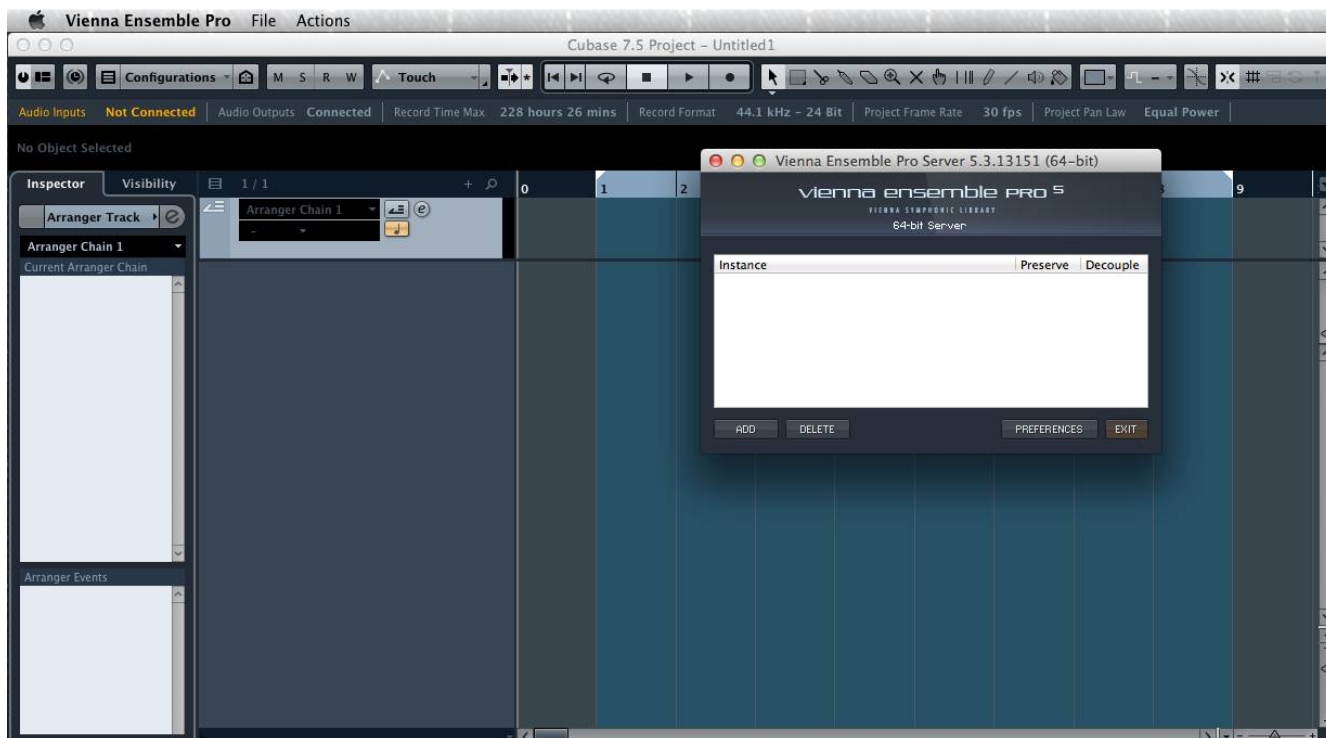 Vienna Ensemble Pro File Actions
Cubase 7.5 Project – Untitled1
Configurations M S R W Touch
Audio Inputs Not Connected Audio Outputs Connected Record Time Max 228 hours 26 mins Record Format 44.1 kHz – 24 Bit Project Frame Rate 30 fps Project Pan Law Equal Power
No Object Selected
Vienna Ensemble Pro Server 5.3.13151 (64-bit)
Inspector Visibility 1 / 1 0 1 2 9
vienna ensemble PRO 5
VIENNA SYMPHONIC LIBRARY
64-bit Server
Arranger Track e
Arranger Chain 1 e
Arranger Chain 1
Current Arranger Chain
Instance Preserve Decouple
ADD DELETE PREFERENCES EXIT
Arranger Events